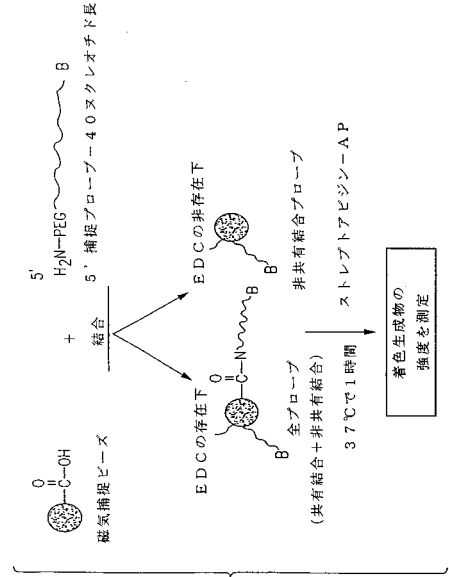 5'
H₂N—PEG B
5' 捕捉プローブ-40ヌクレオチド長
+
結合
O
C—OH
磁気捕捉ビーズ
EDCの存在下
EDCの非存在下
O
C—N B
B
B
全プローブ
(共有結合+非共有結合)
非共有結合プローブ
37℃で1時間
ストレプトアビジン-AP
着色生成物の
強度を測定